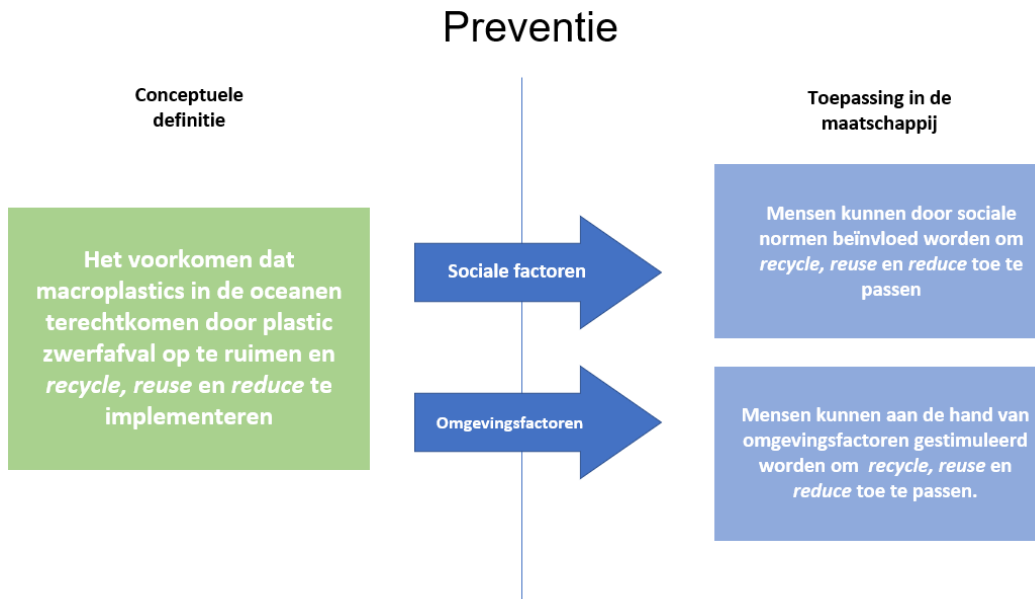 Preventie
Conceptuele
definitie
Toepassing in de
maatschappij
Het voorkomen dat
macroplastics in de oceanen
terechtkomen door plastic
zwerfafval op te ruimen en
recycle, reuse en reduce te
implementeren
Sociale factoren
Omgevingsfactoren
Mensen kunnen door sociale
normen beïnvloed worden om
recycle, reuse en reduce toe te
passen
Mensen kunnen aan de hand van
omgevingsfactoren gestimuleerd
worden om recycle, reuse en
reduce toe te passen.